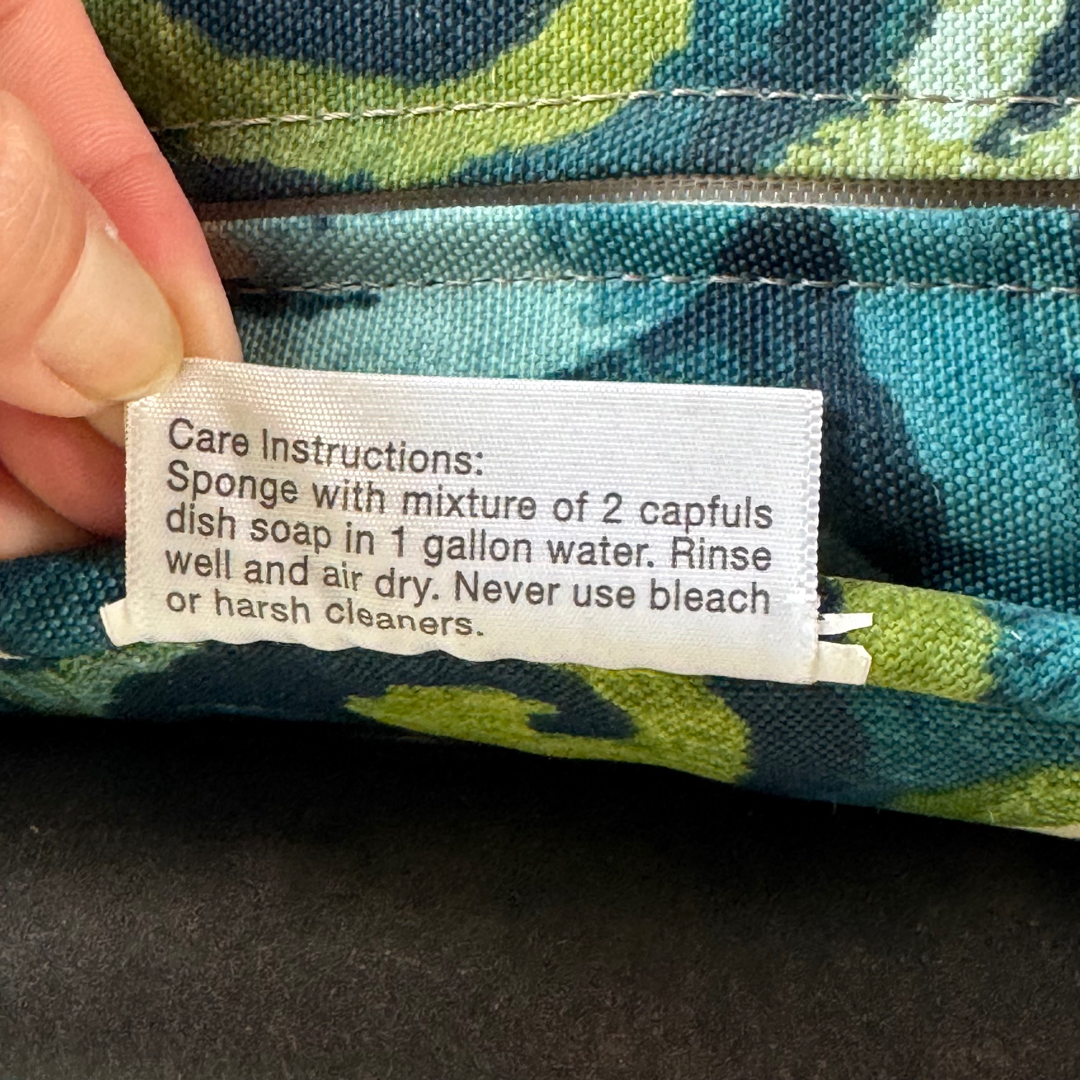 Care Instructions:
Sponge with mixture of 2 capfuls
dish soap in 1 gallon water. Rinse
well and air dry. Never use bleach
or harsh cleaners.